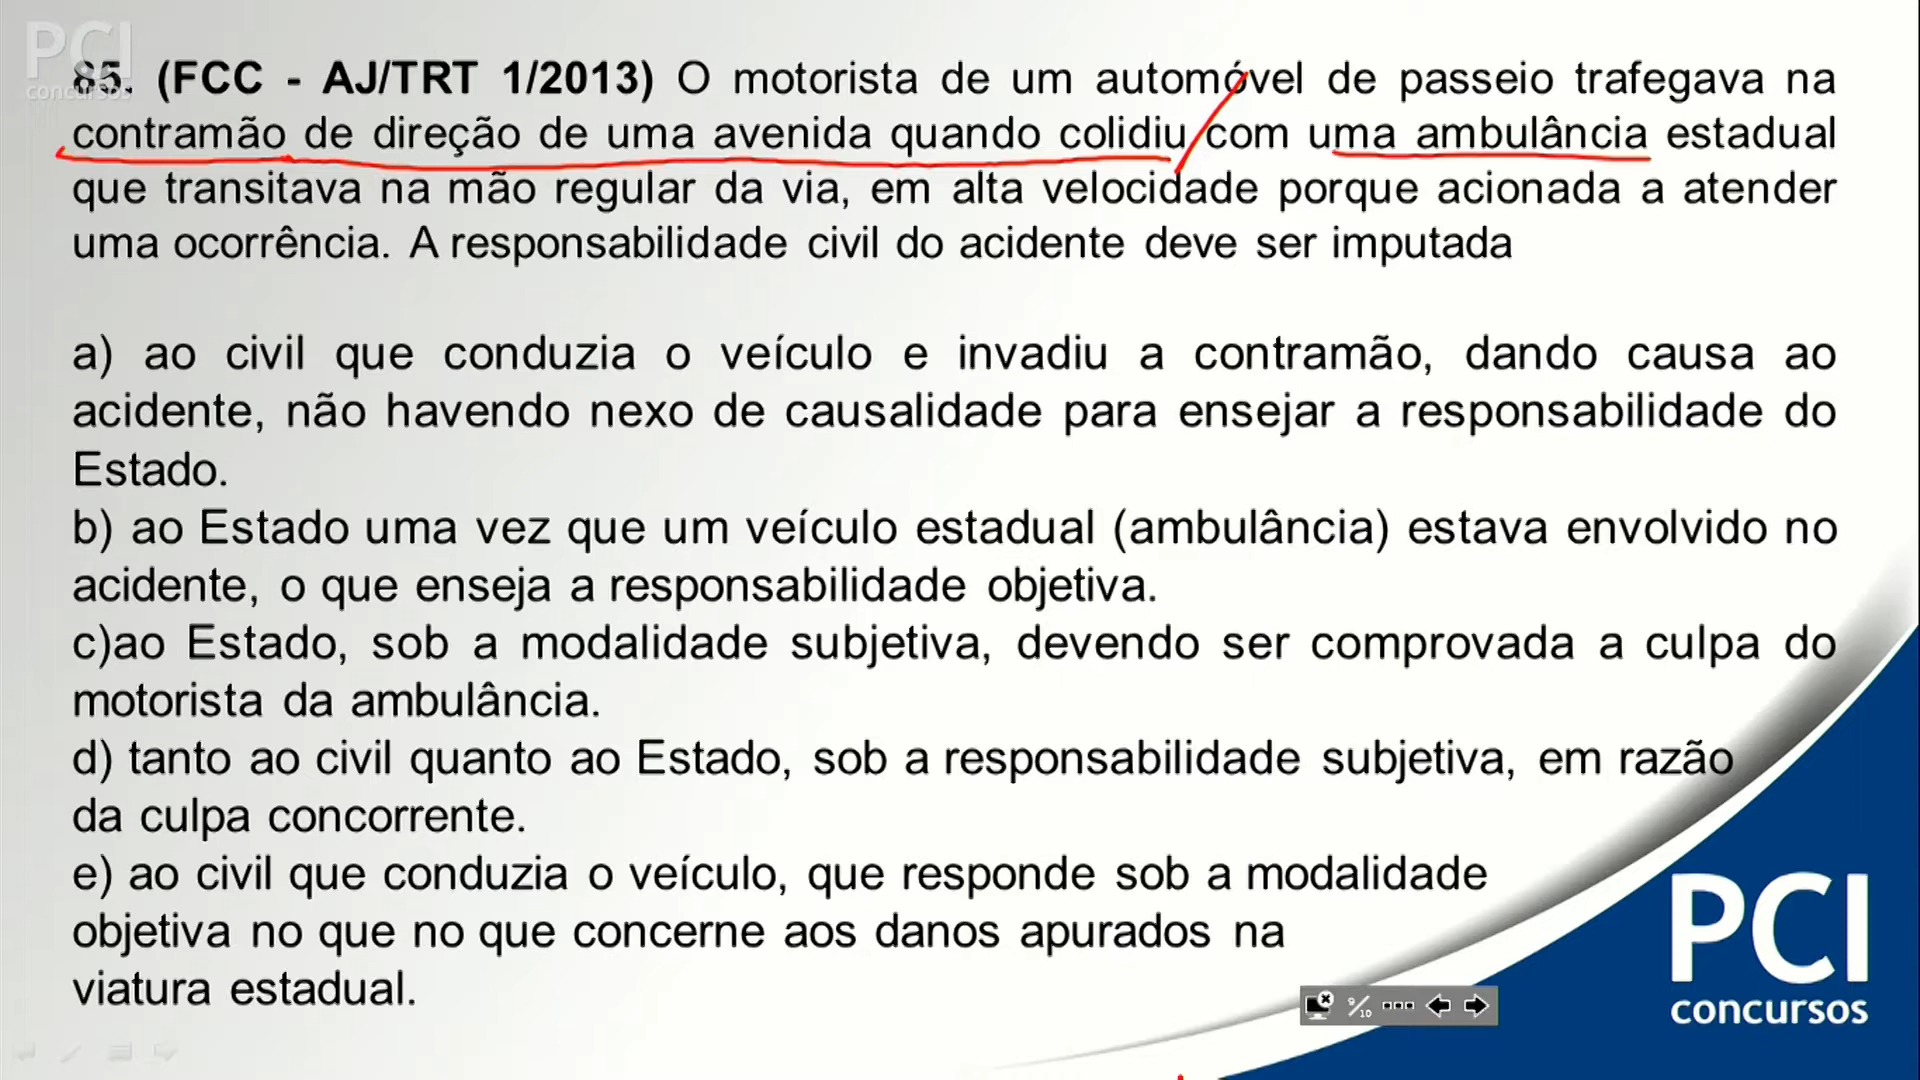 PCI
concursos
85. (FCC - AJ/TRT 1/2013) O motorista de um automóvel de passeio trafegava na
contramão de direção de uma avenida quando colidiu com uma ambulância estadual
que transitava na mão regular da via, em alta velocidade porque acionada a atender
uma ocorrência. A responsabilidade civil do acidente deve ser imputada
a) ao civil que conduzia o veículo e invadiu a contramão, dando causa ao
acidente, não havendo nexo de causalidade para ensejar a responsabilidade do
Estado.
b) ao Estado uma vez que um veículo estadual (ambulância) estava envolvido no
acidente, o que enseja a responsabilidade objetiva.
c)ao Estado, sob a modalidade subjetiva, devendo ser comprovada a culpa do
motorista da ambulância.
d) tanto ao civil quanto ao Estado, sob a responsabilidade subjetiva, em razão
da culpa concorrente.
e) ao civil que conduzia o veículo, que responde sob a modalidade
objetiva no que no que concerne aos danos apurados na
viatura estadual.
9/10
PCI
concursos